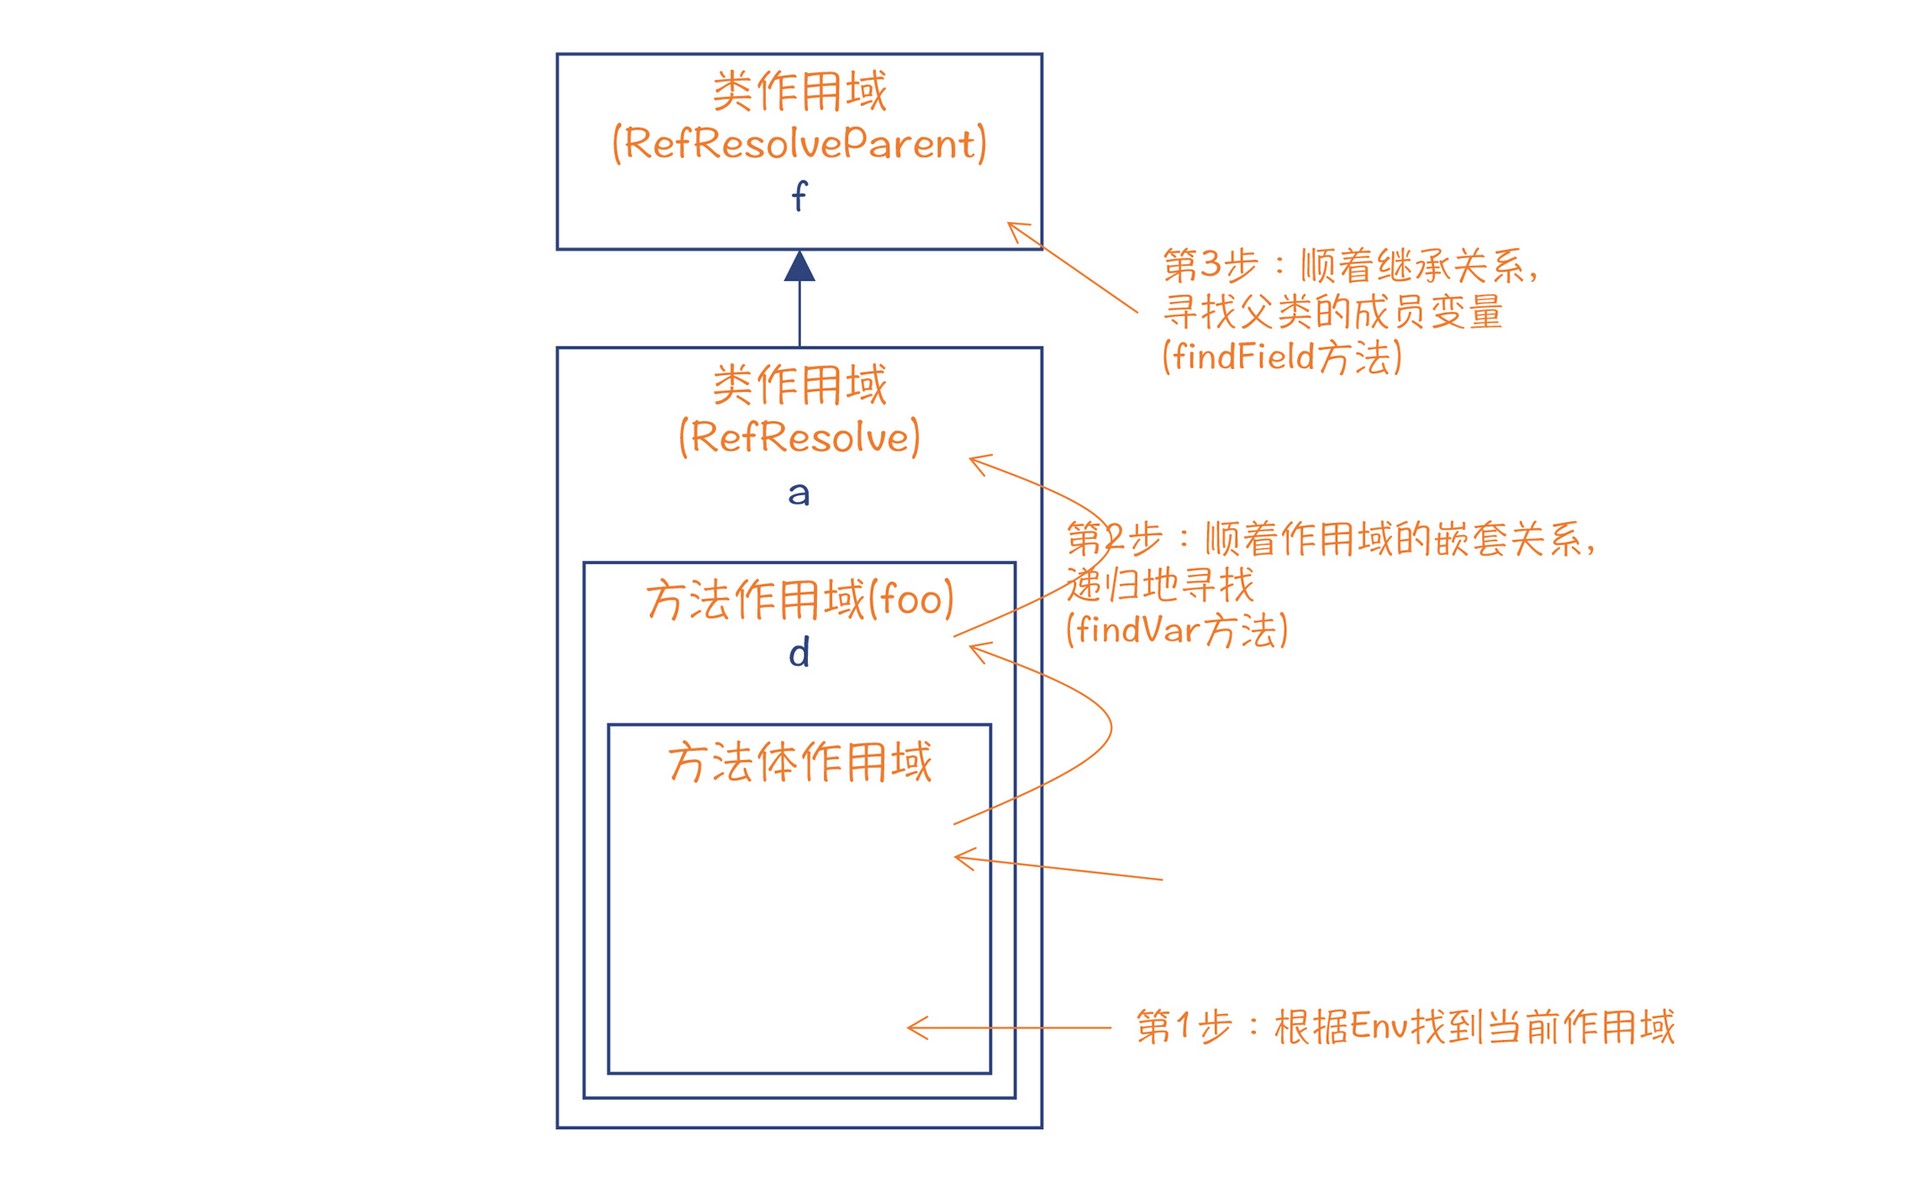 类作用域
(RefResolveParent)
f
第3步：顺着继承关系,
寻找父类的成员变量
(findField方法)
类作用域
(RefResolve)
a
第2步：顺着作用域的嵌套关系,
递归地寻找
(findVar方法)
方法作用域(foo)
d
方法体作用域
第1步：根据Env找到当前作用域